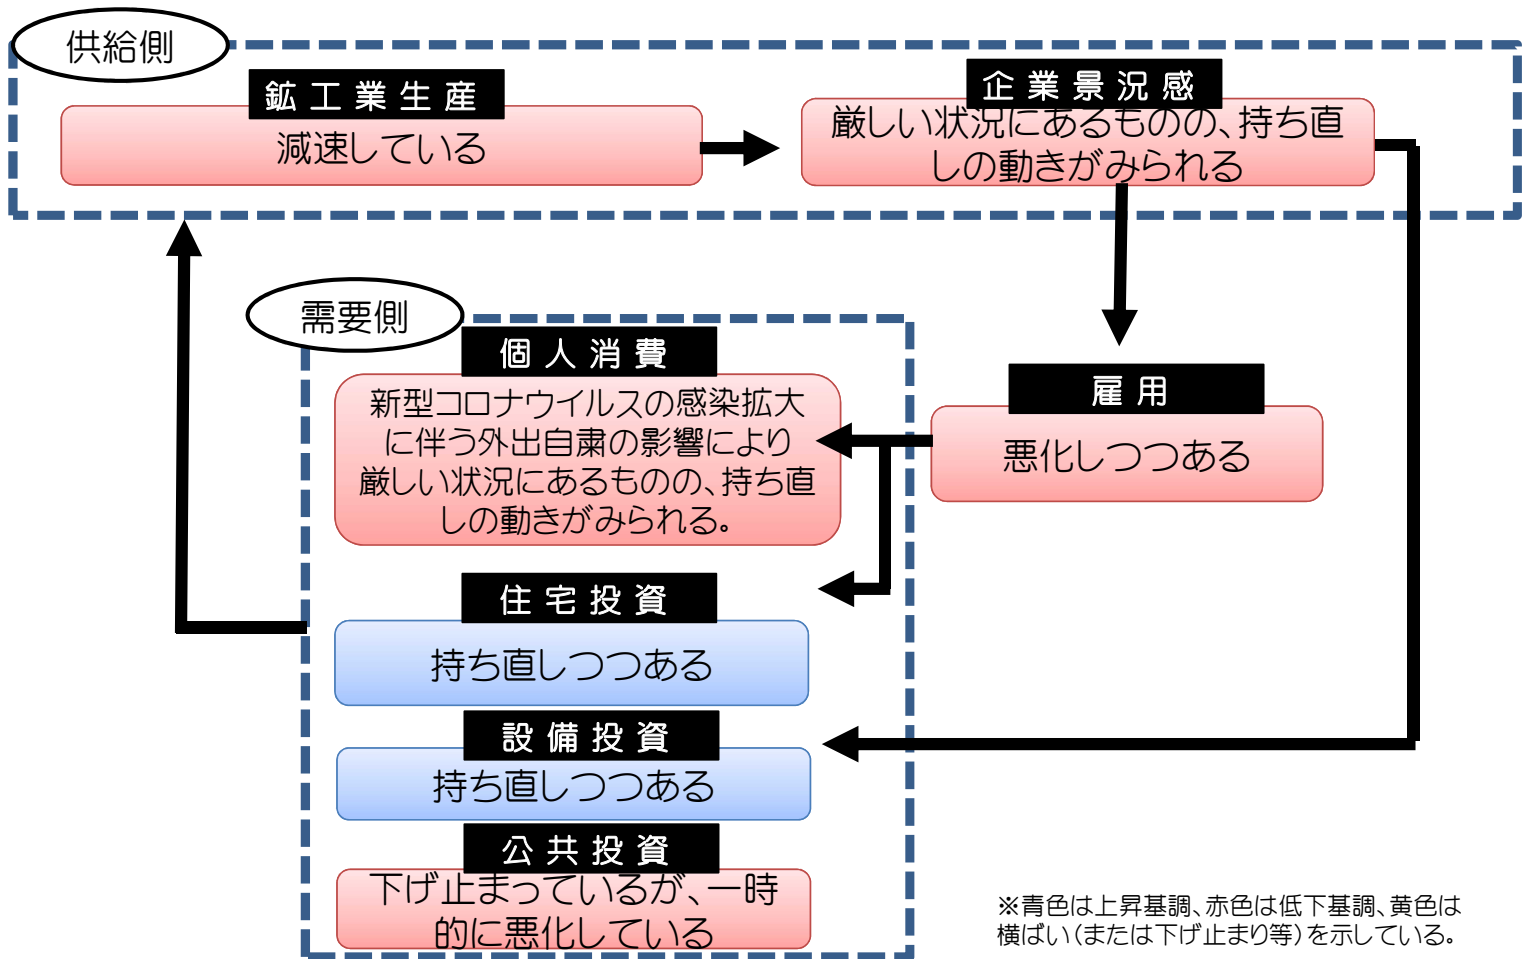 供給側
鉱工業生産
減速している
企業景況感
厳しい状況にあるものの、持ち直
しの動きがみられる
需要側
個人消費
新型コロナウイルスの感染拡大
に伴う外出自粛の影響により
厳しい状況にあるものの、持ち直
しの動きがみられる。
雇用
悪化しつつある
住宅投資
持ち直しつつある
設備投資
持ち直しつつある
公共投資
下げ止まっているが、一時
的に悪化している
※青色は上昇基調、赤色は低下基調、黄色は
横ばい(または下げ止まり等)を示している。